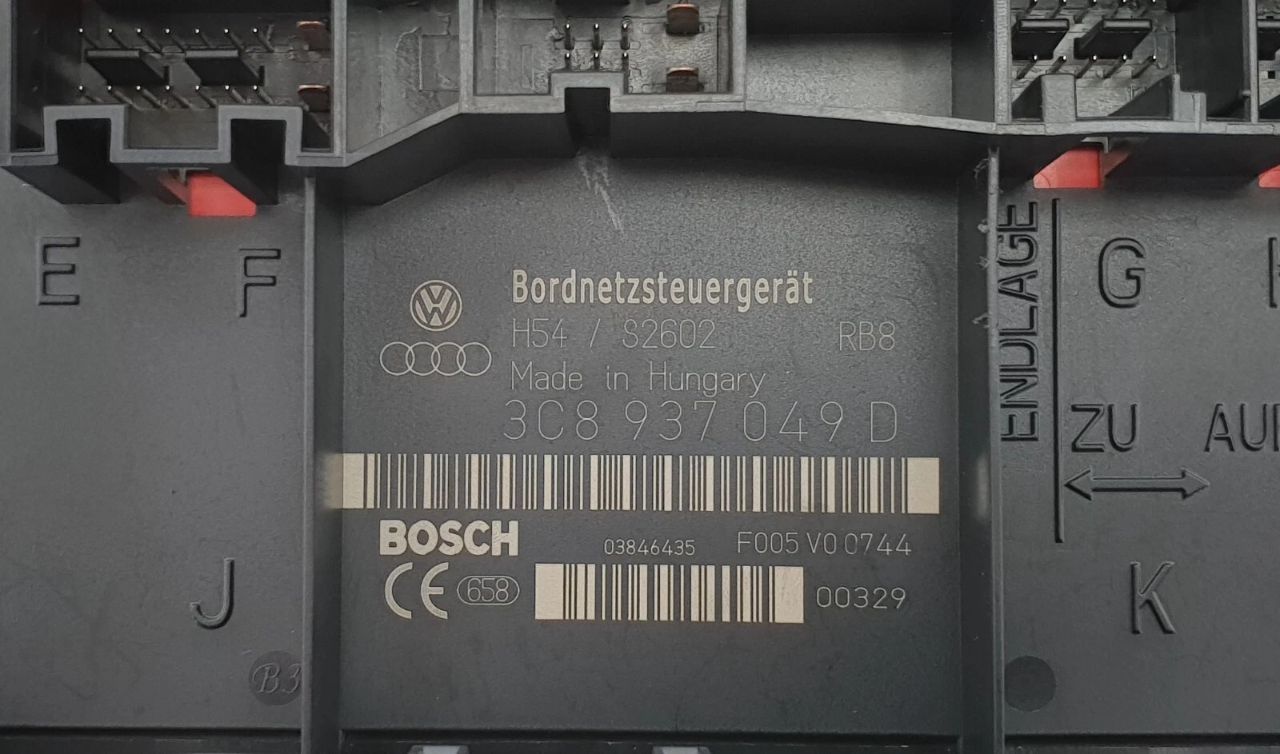 E
F
Bordnetzsteuergerät
H54 / S2602 RB8
Made in Hungary
3C8 937 049 D
BOSCH
03846435 F005 V0 0744
CE 658
00329
J
B3
ENDLAGE
G
ZU
K